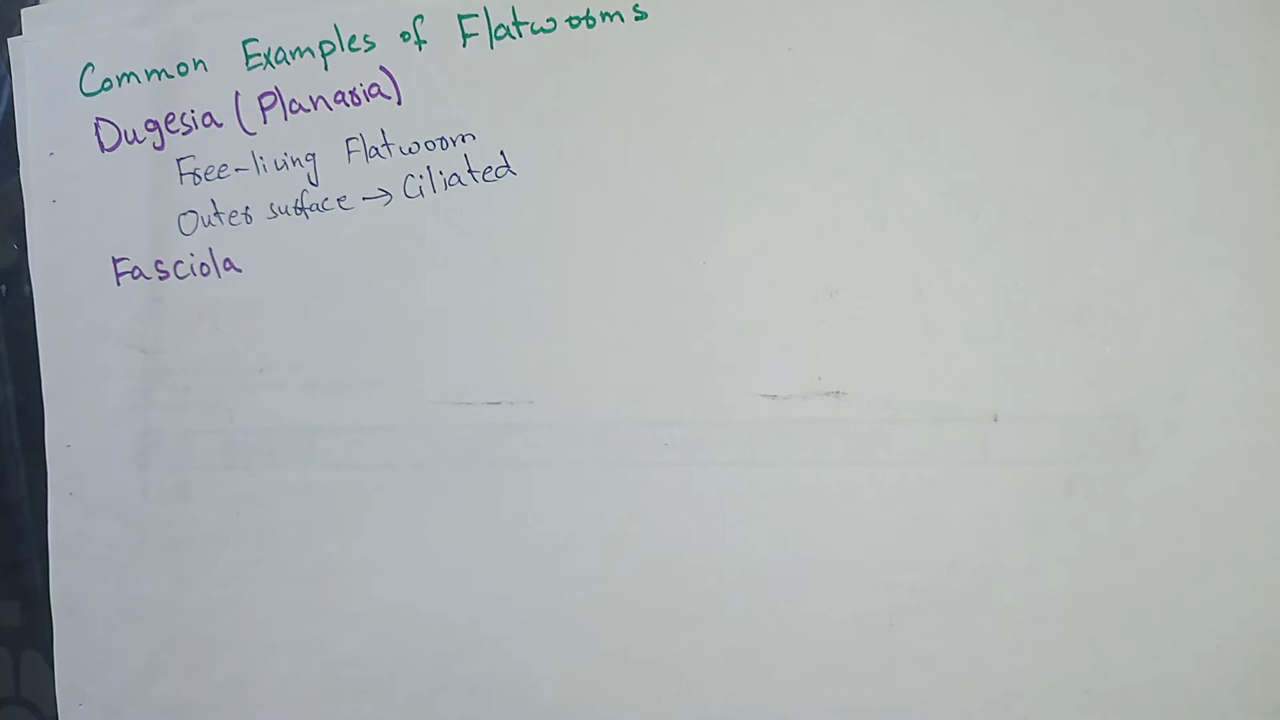 Common Examples of Flatworms
Dugesia (Planaria)
Free-living Flatworm
Outer surface → Ciliated
Fasciola